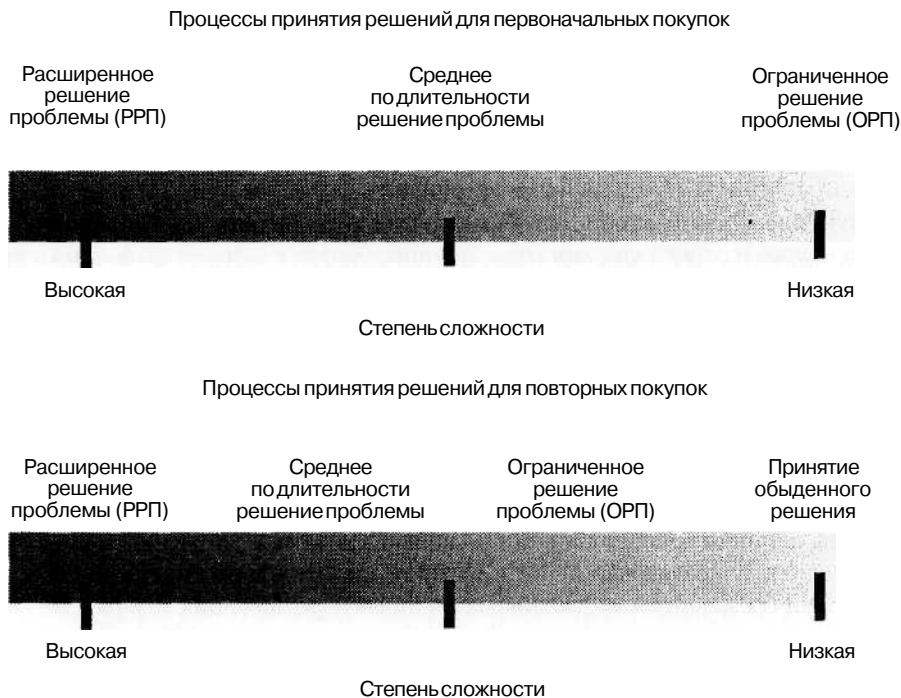 Процессы принятия решений для первоначальных покупок
Расширенное
решение
проблемы (РРП)
Среднее
по длительности
решение проблемы
Ограниченное
решение
проблемы (ОРП)
Высокая
Низкая
Степень сложности
Процессы принятия решений для повторных покупок
Расширенное
решение
проблемы (РРП)
Среднее
по длительности
решение проблемы
Ограниченное
решение
проблемы (ОРП)
Принятие
обыденного
решения
Высокая
Низкая
Степень сложности